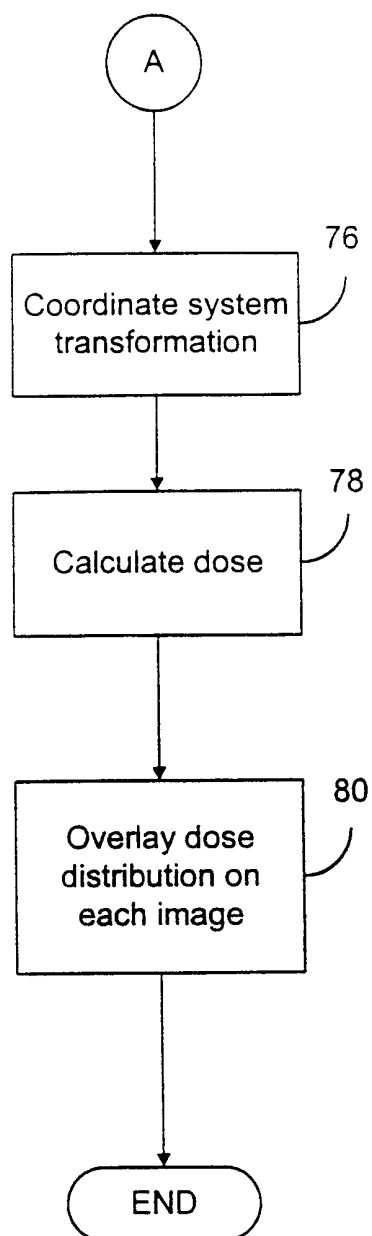 A
76
Coordinate system
transformation
78
Calculate dose
80
Overlay dose
distribution on
each image
END